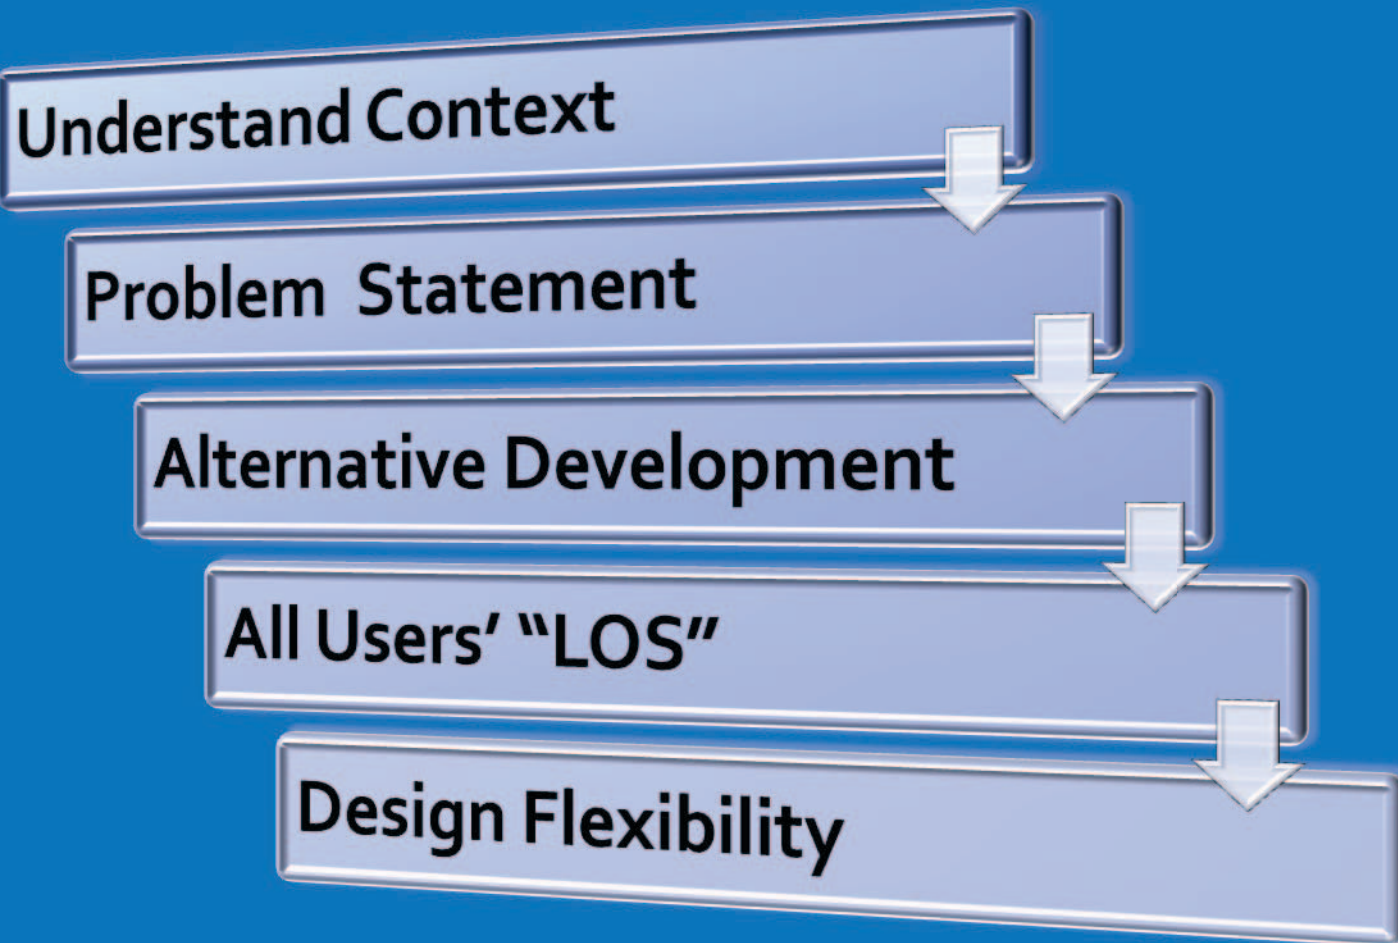 Understand Context
Problem Statement
Alternative Development
All Users’ “LOS”
Design Flexibility